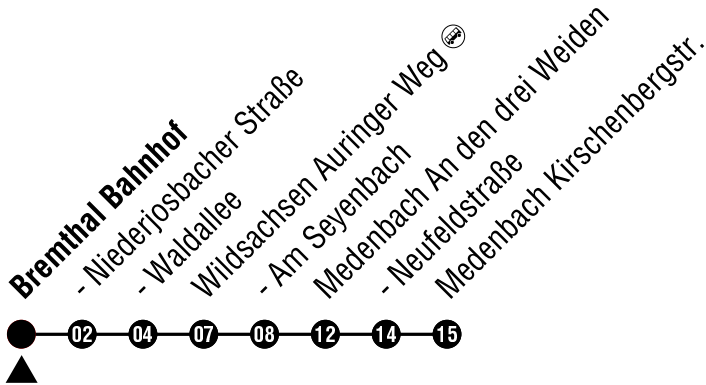 Bremthal Bahnhof
- Niederjosbacher Straße
- Waldallee
Wildsachsen Auringer Weg
- Am Seyenbach
Medenbach An den drei Weiden
- Neufeldstraße
Medenbach Kirschenbergstr.
02 04 07 08 12 14 15